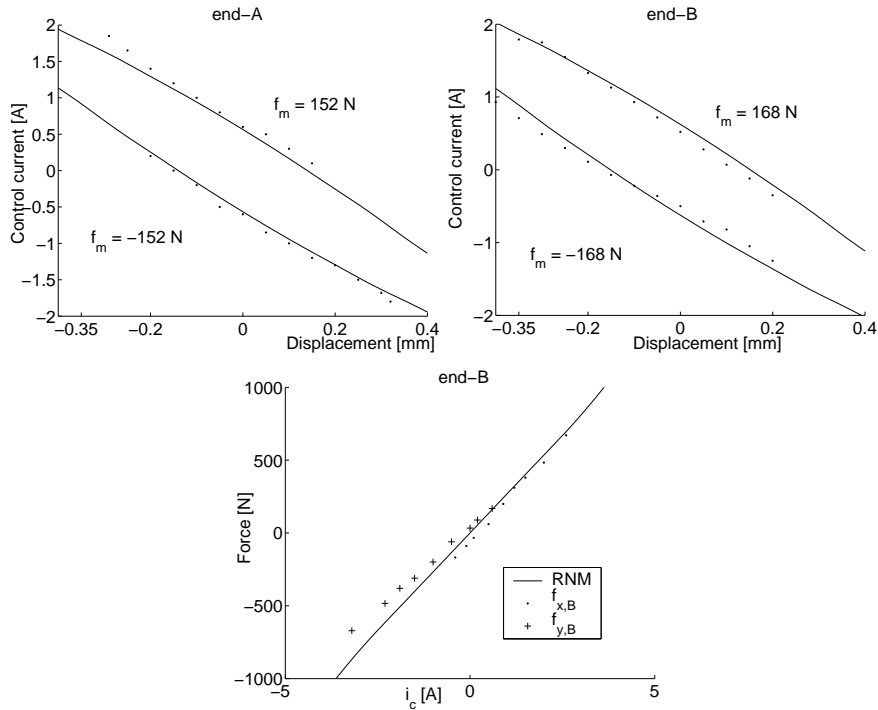 end−A
Control current [A]
2
1.5
1
0.5
0
−0.5
−1
−1.5
−2
f_m = 152 N
f_m = −152 N
−0.35
−0.2
0
0.2
0.4
Displacement [mm]
end−B
Control current [A]
2
1
0
−1
−2
f_m = 168 N
f_m = −168 N
−0.35
−0.2
0
0.2
0.4
Displacement [mm]
end−B
Force [N]
1000
500
0
−500
−1000
RNM
f_x,B
f_y,B
−5
0
5
i_c [A]